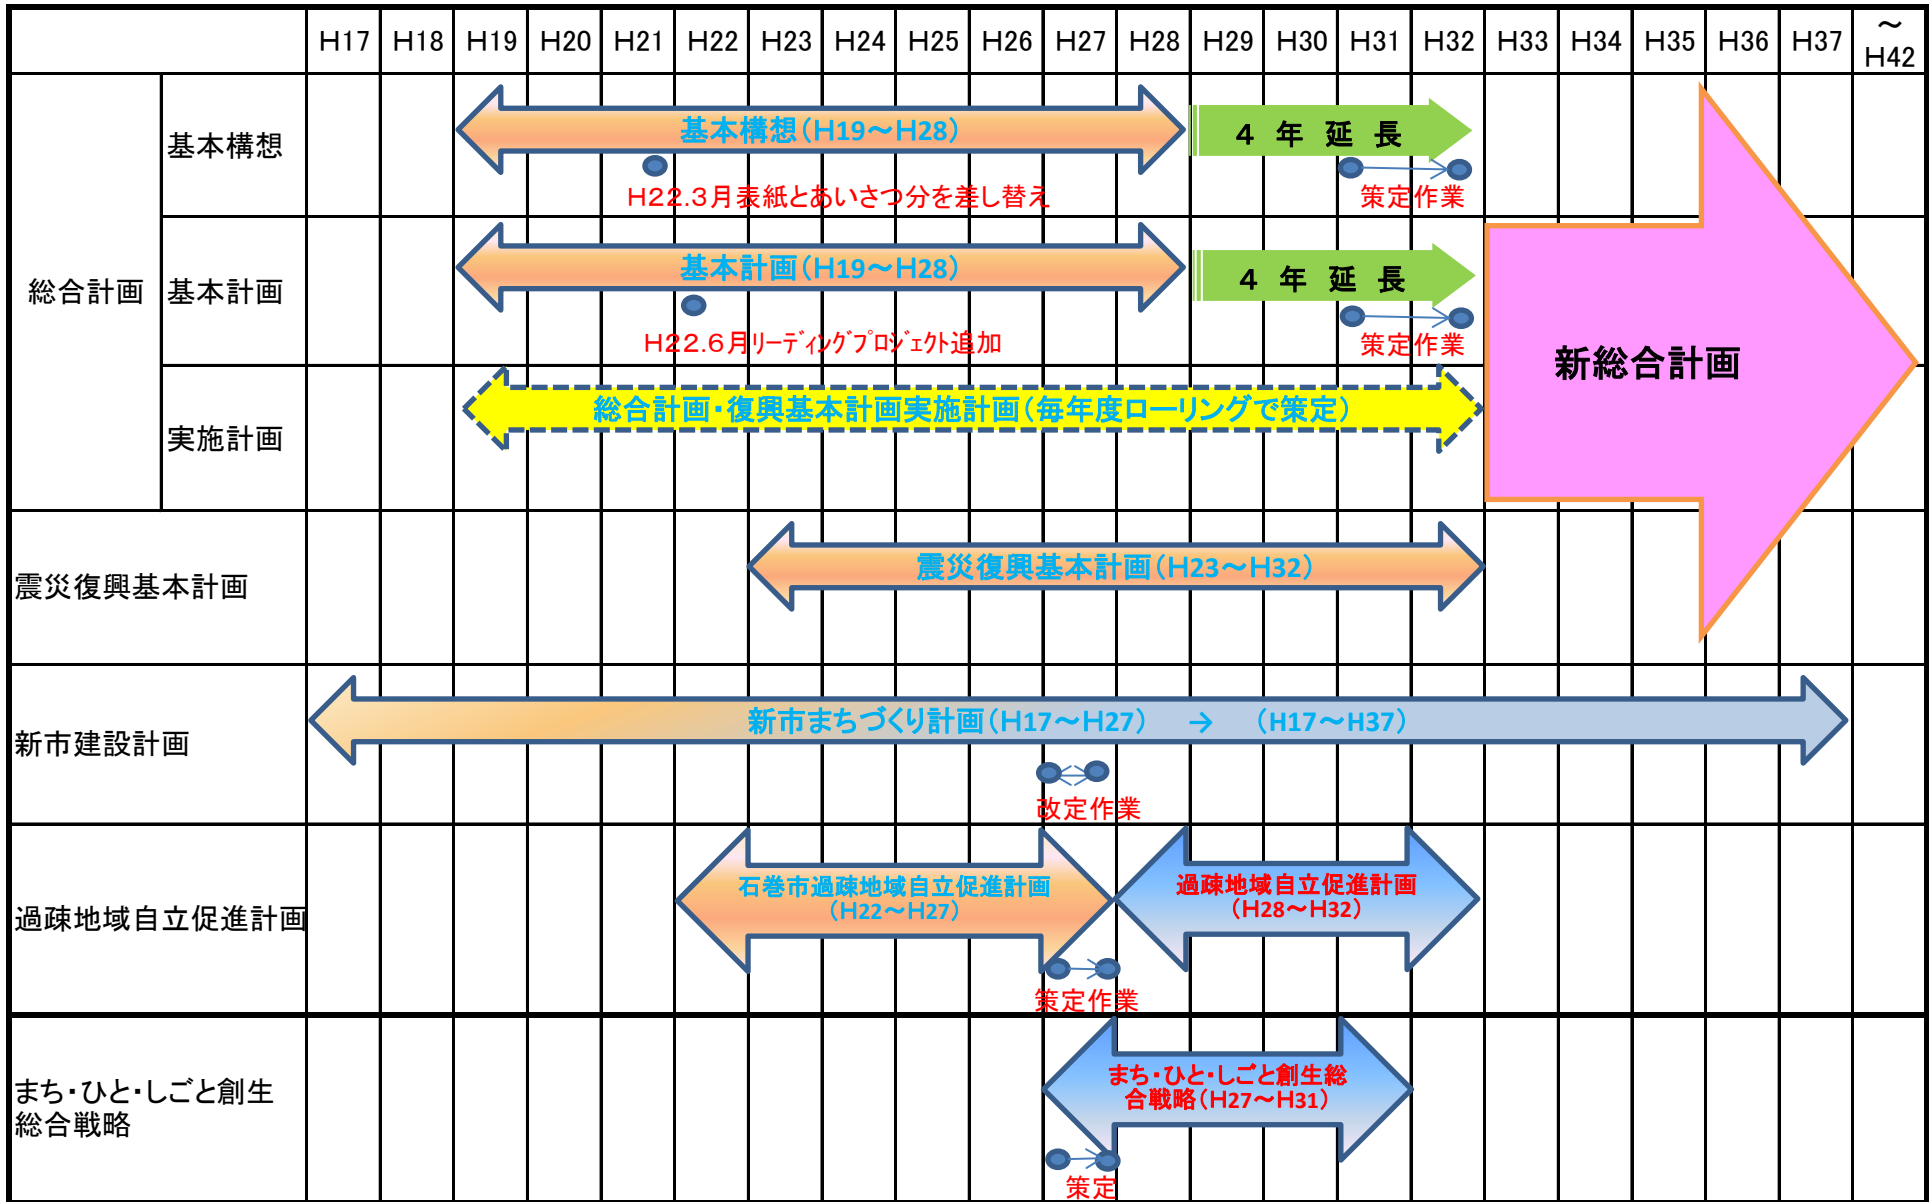 H17 H18 H19 H20 H21 H22 H23 H24 H25 H26 H27 H28 H29 H30 H31 H32 H33 H34 H35 H36 H37 ～
H42
総合計画
基本構想
基本構想（H19～H28）
４ 年 延 長
H２２．３月表紙とあいさつ分を差し替え
策定作業
基本計画
基本計画（H19～H28）
４ 年 延 長
H２２．６月ﾘｰﾃﾞｨﾝｸﾞﾌﾟﾛｼﾞｪｸﾄ追加
策定作業
実施計画
総合計画・復興基本計画実施計画（毎年度ローリングで策定）
新総合計画
震災復興基本計画
震災復興基本計画（H23～H32）
新市建設計画
新市まちづくり計画（H17～H27） → （H17～H37）
改定作業
過疎地域自立促進計画
石巻市過疎地域自立促進計画
（H22～H27）
過疎地域自立促進計画
（H28～H32）
策定作業
まち・ひと・しごと創生
総合戦略
まち・ひと・しごと創生総
合戦略（H27～H31）
策定